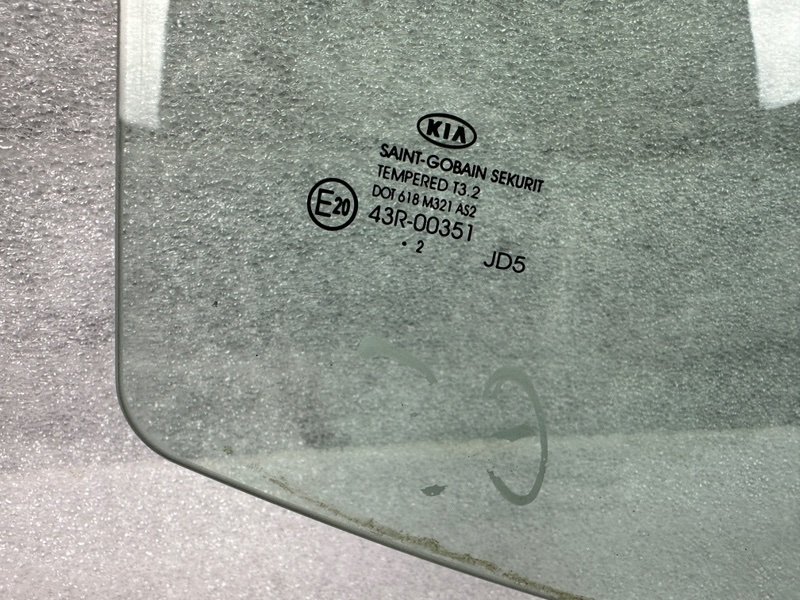 KIA
SAINT-GOBAIN SEKURIT
TEMPERED T3.2
DOT 618 M321 AS2
E20 43R-00351
. 2 JD5